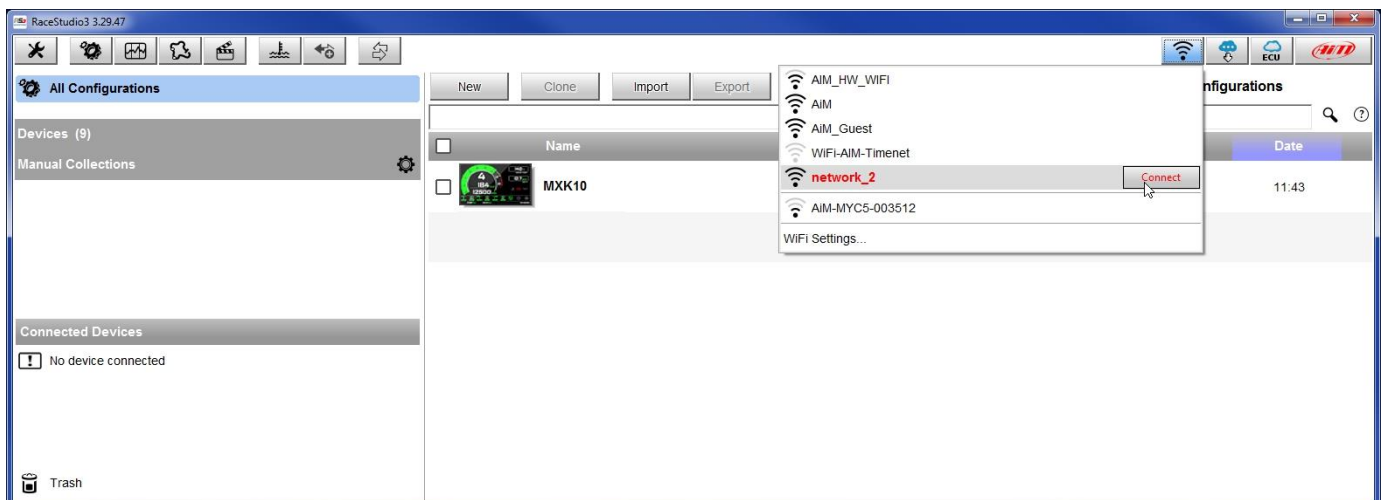 RaceStudio3 3.29.47
ECU
AiM
All Configurations
New
Clone
Import
Export
nfigurations
Devices (9)
Manual Collections
Name
Date
MXK10
11:43
AIM_HW_WIFI
AiM
AiM_Guest
WiFi-AIM-Timenet
network_2
Connect
AiM-MYC5-003512
WiFi Settings...
Connected Devices
No device connected
Trash